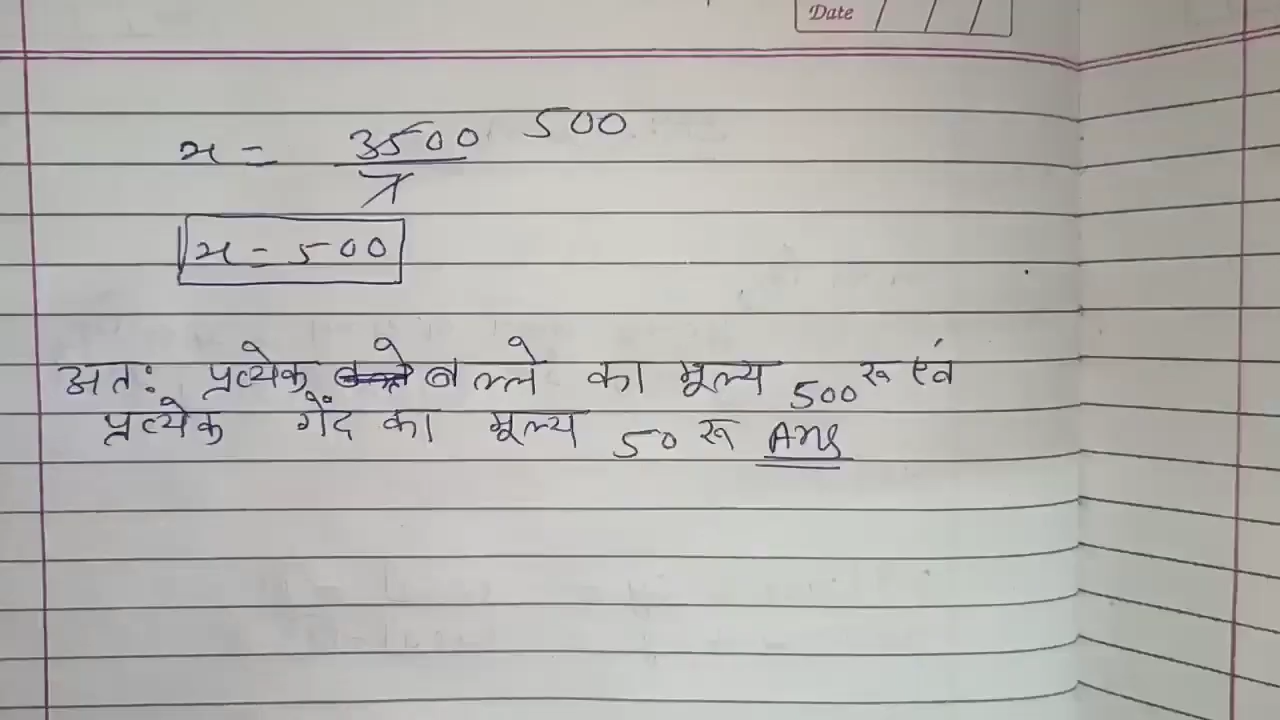 Date
x = 3500 500
7
x = 500
अतः प्रत्येक बल्ले का मूल्य 500 रू एवं
प्रत्येक गेंद का मूल्य 50 रू Ans